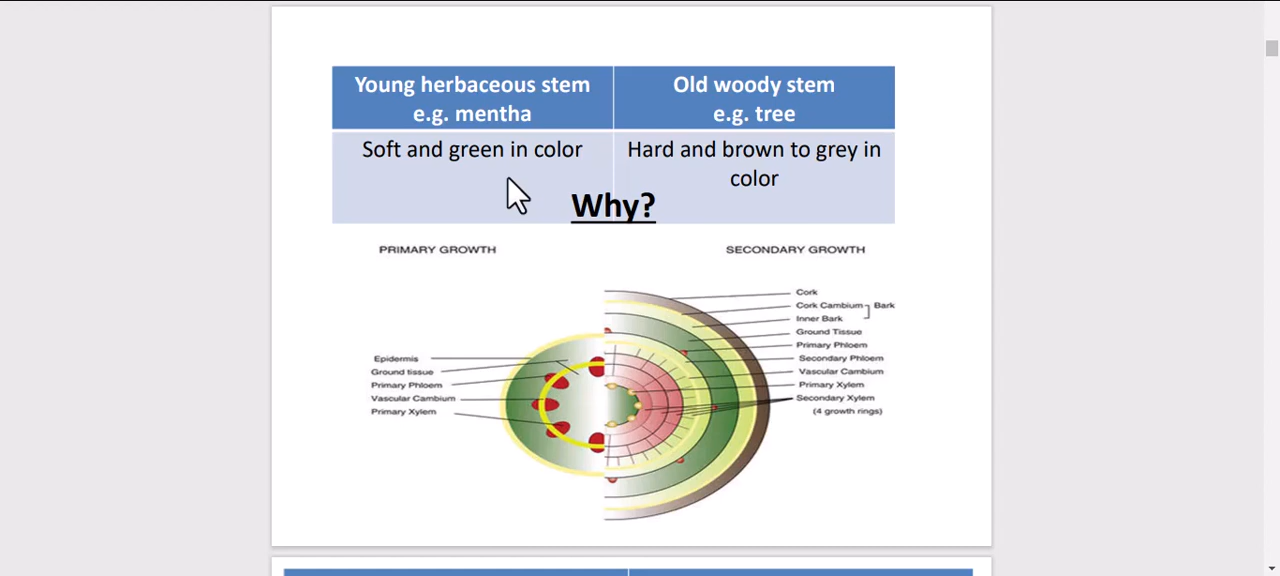 Young herbaceous stem
e.g. mentha
Old woody stem
e.g. tree
Soft and green in color
Hard and brown to grey in
color
Why?
PRIMARY GROWTH
SECONDARY GROWTH
Epidermis
Ground tissue
Primary Phloem
Vascular Cambium
Primary Xylem
Cork
Cork Cambium
Bark
Inner Bark
Ground Tissue
Primary Phloem
Secondary Phloem
Vascular Cambium
Primary Xylem
Secondary Xylem
(4 growth rings)